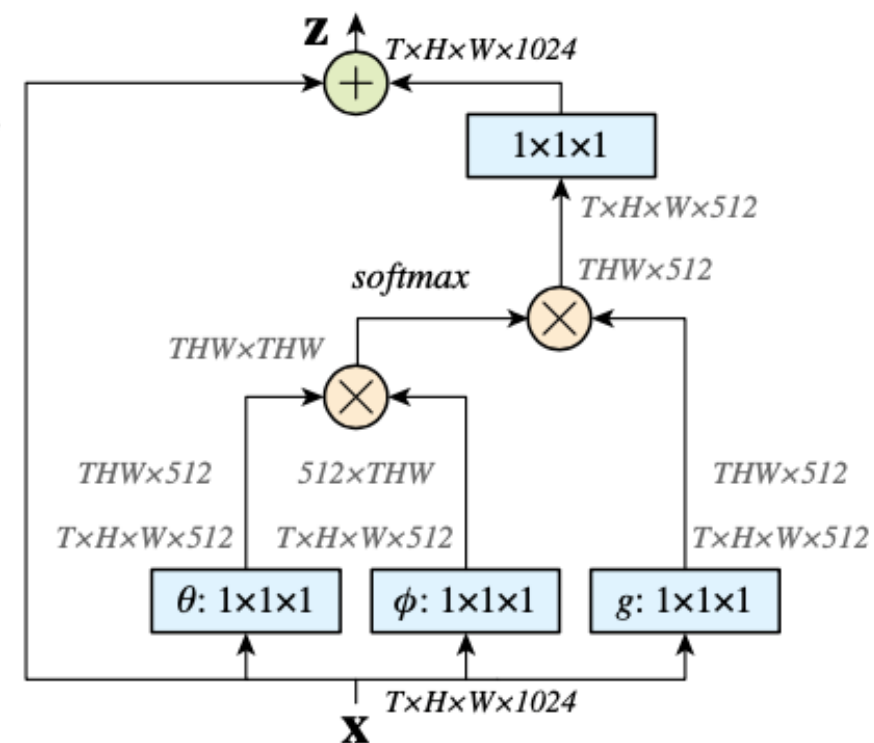 z
T×H×W×1024
1×1×1
T×H×W×512
THW×512
softmax
THW×THW
THW×512 512×THW THW×512
T×H×W×512 T×H×W×512 T×H×W×512
θ: 1×1×1 ϕ: 1×1×1 g: 1×1×1
T×H×W×1024
x